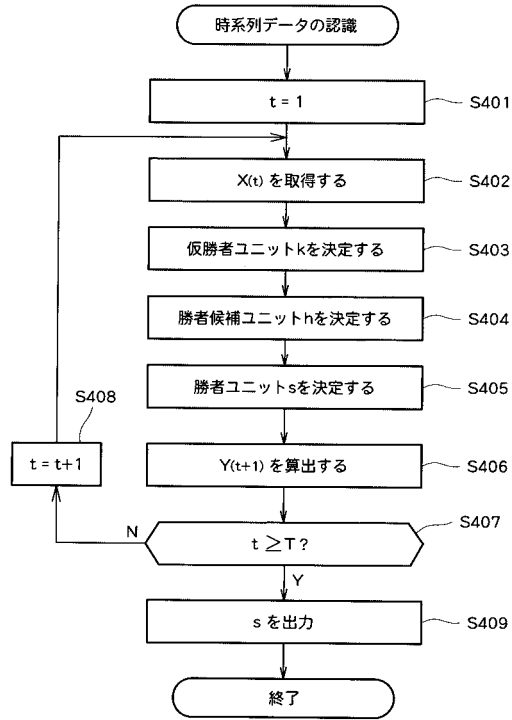 時系列データの認識
t = 1
S401
X(t) を取得する
S402
仮勝者ユニットkを決定する
S403
勝者候補ユニットhを決定する
S404
勝者ユニットsを決定する
S405
S408
t = t+1
Y(t+1) を算出する
S406
N
t ≥ T?
S407
Y
s を出力
S409
終了